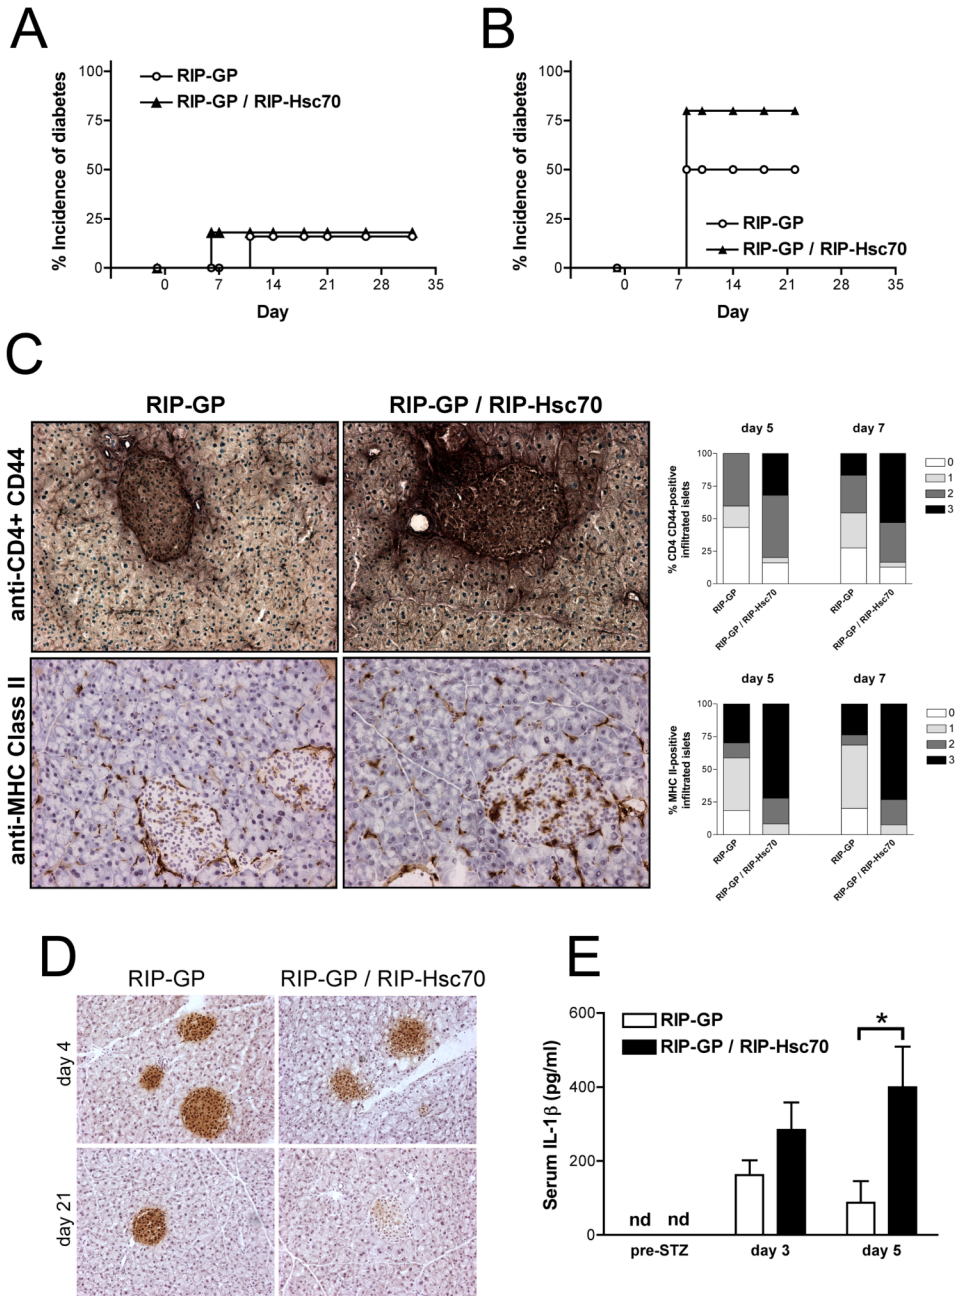 A
% Incidence of diabetes
100
75
50
25
0
RIP-GP
RIP-GP / RIP-Hsc70
0 7 14 21 28 35
Day
B
% Incidence of diabetes
100
75
50
25
0
RIP-GP
RIP-GP / RIP-Hsc70
0 7 14 21 28 35
Day
C
RIP-GP RIP-GP / RIP-Hsc70
anti-CD4+ CD44
anti-MHC Class II
day 5 day 7
% CD4 CD44-positive
infiltrated islets
100
75
50
25
0
RIP-GP
RIP-GP / RIP-Hsc70
RIP-GP
RIP-GP / RIP-Hsc70
0
1
2
3
day 5 day 7
% MHC II-positive
infiltrated islets
100
75
50
25
0
RIP-GP
RIP-GP / RIP-Hsc70
RIP-GP
RIP-GP / RIP-Hsc70
0
1
2
3
D
RIP-GP RIP-GP / RIP-Hsc70
day 4
day 21
E
Serum IL-1β (pg/ml)
600
400
200
0
RIP-GP
RIP-GP / RIP-Hsc70
*
nd nd
pre-STZ day 3 day 5